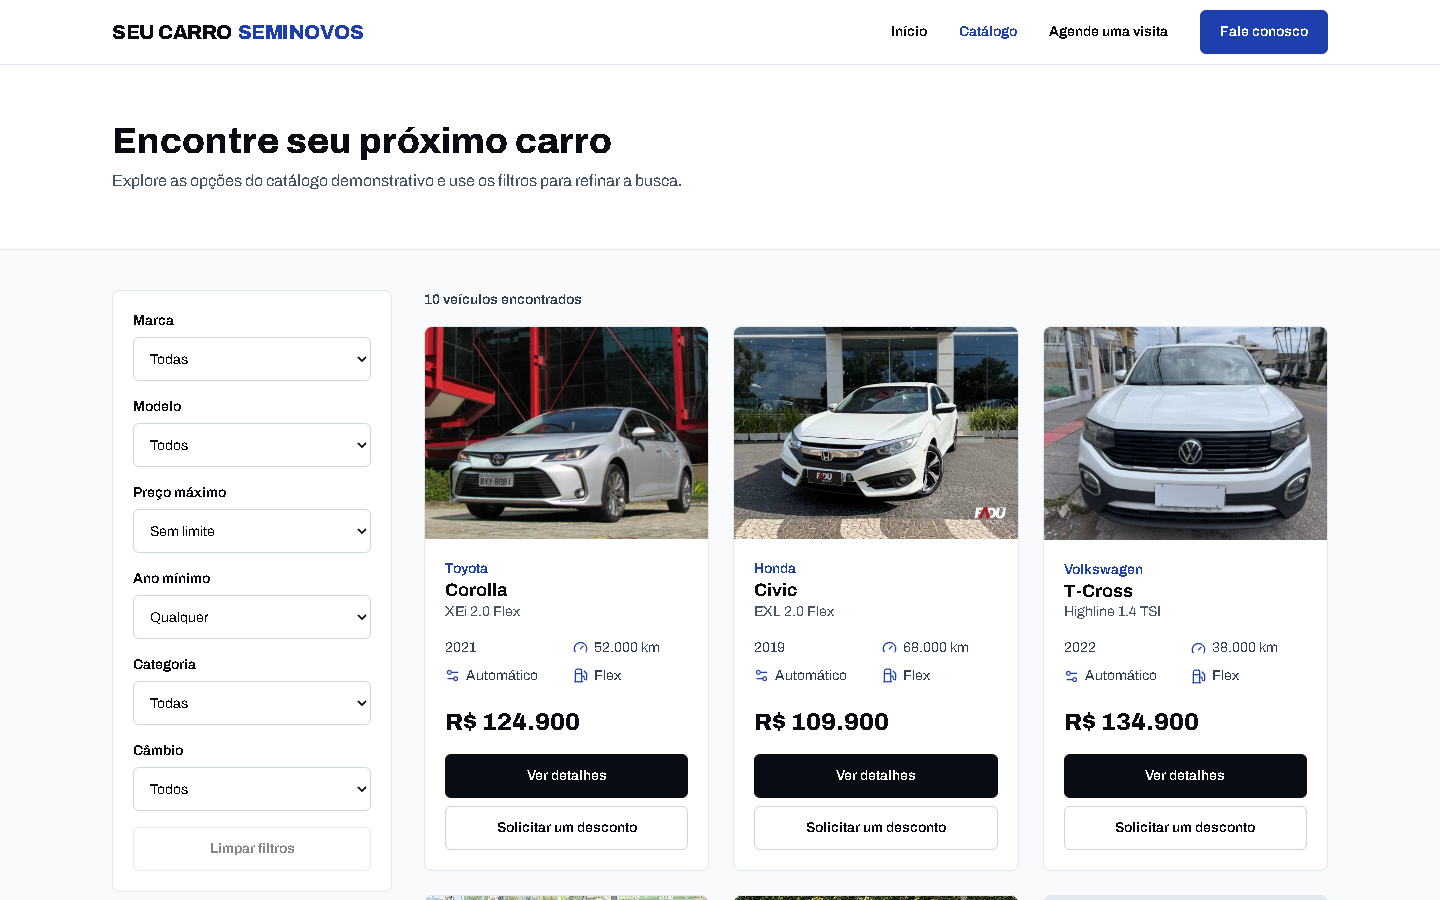 SEU CARRO SEMINOVOS
Início
Catálogo
Agende uma visita
Fale conosco
Encontre seu próximo carro
Explore as opções do catálogo demonstrativo e use os filtros para refinar a busca.
Marca
Todas
Modelo
Todos
Preço máximo
Sem limite
Ano mínimo
Qualquer
Categoria
Todas
Câmbio
Todos
Limpar filtros
10 veículos encontrados
FADU
Toyota
Corolla
XEi 2.0 Flex
2021
52.000 km
Automático
Flex
R$ 124.900
Ver detalhes
Solicitar um desconto
Honda
Civic
EXL 2.0 Flex
2019
68.000 km
Automático
Flex
R$ 109.900
Ver detalhes
Solicitar um desconto
Volkswagen
T-Cross
Highline 1.4 TSI
2022
38.000 km
Automático
Flex
R$ 134.900
Ver detalhes
Solicitar um desconto